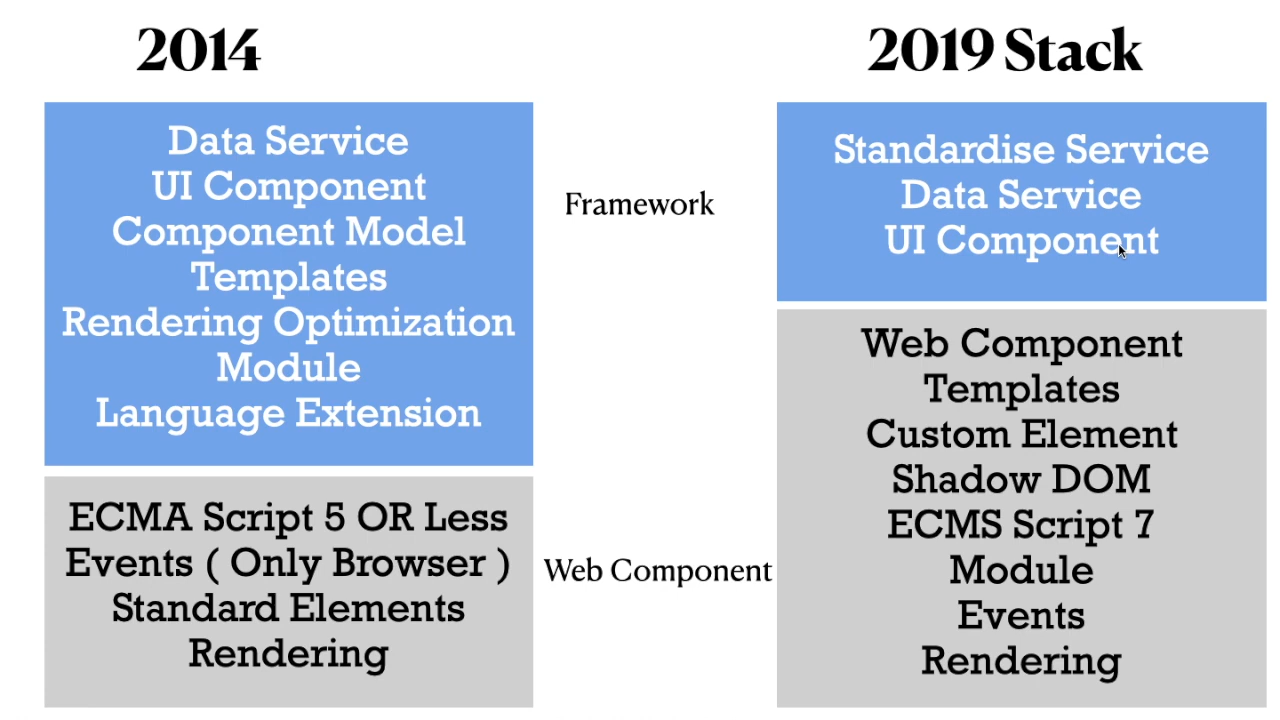 2014
Data Service
UI Component
Component Model
Templates
Rendering Optimization
Module
Language Extension
ECMA Script 5 OR Less
Events ( Only Browser )
Standard Elements
Rendering
Framework
Web Component
2019 Stack
Standardise Service
Data Service
UI Component
Web Component
Templates
Custom Element
Shadow DOM
ECMS Script 7
Module
Events
Rendering